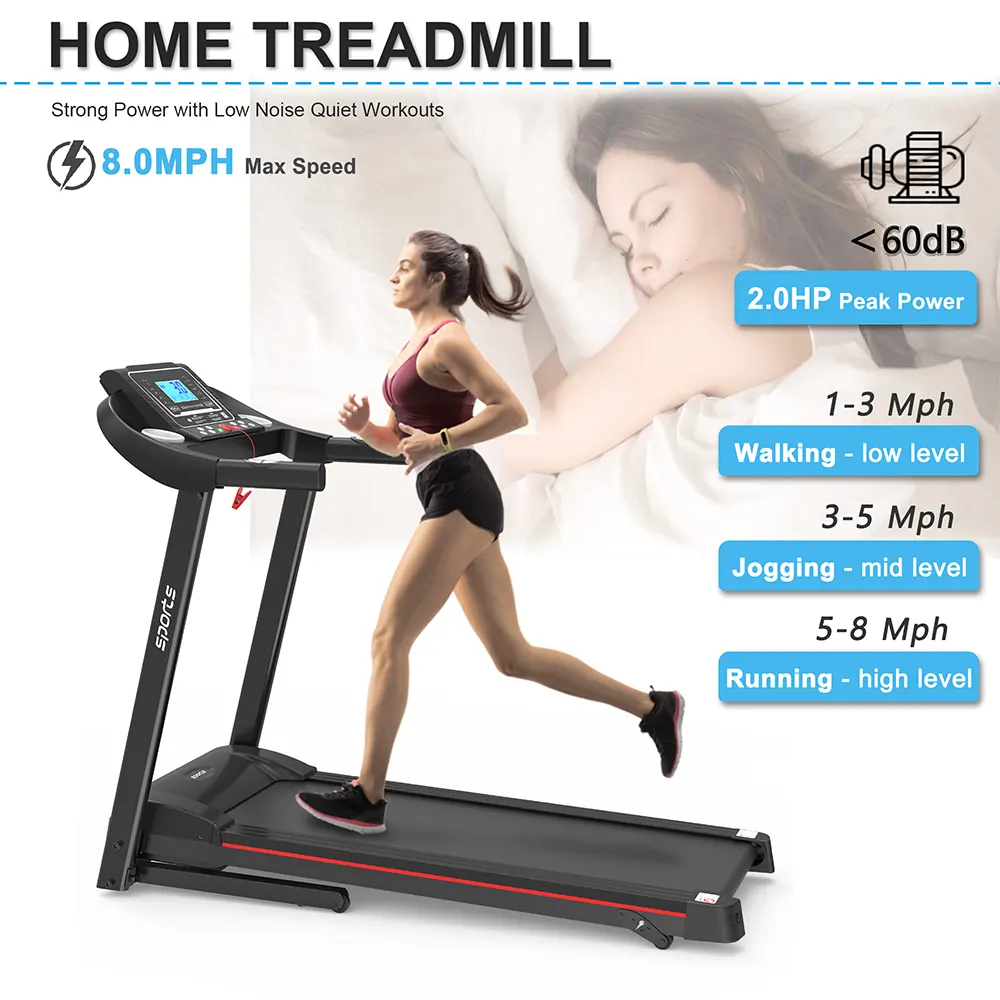 HOME TREADMILL
Strong Power with Low Noise Quiet Workouts
8.0MPH Max Speed
<60dB
2.0HP Peak Power
1-3 Mph
Walking - low level
3-5 Mph
Jogging - mid level
5-8 Mph
Running - high level
sports